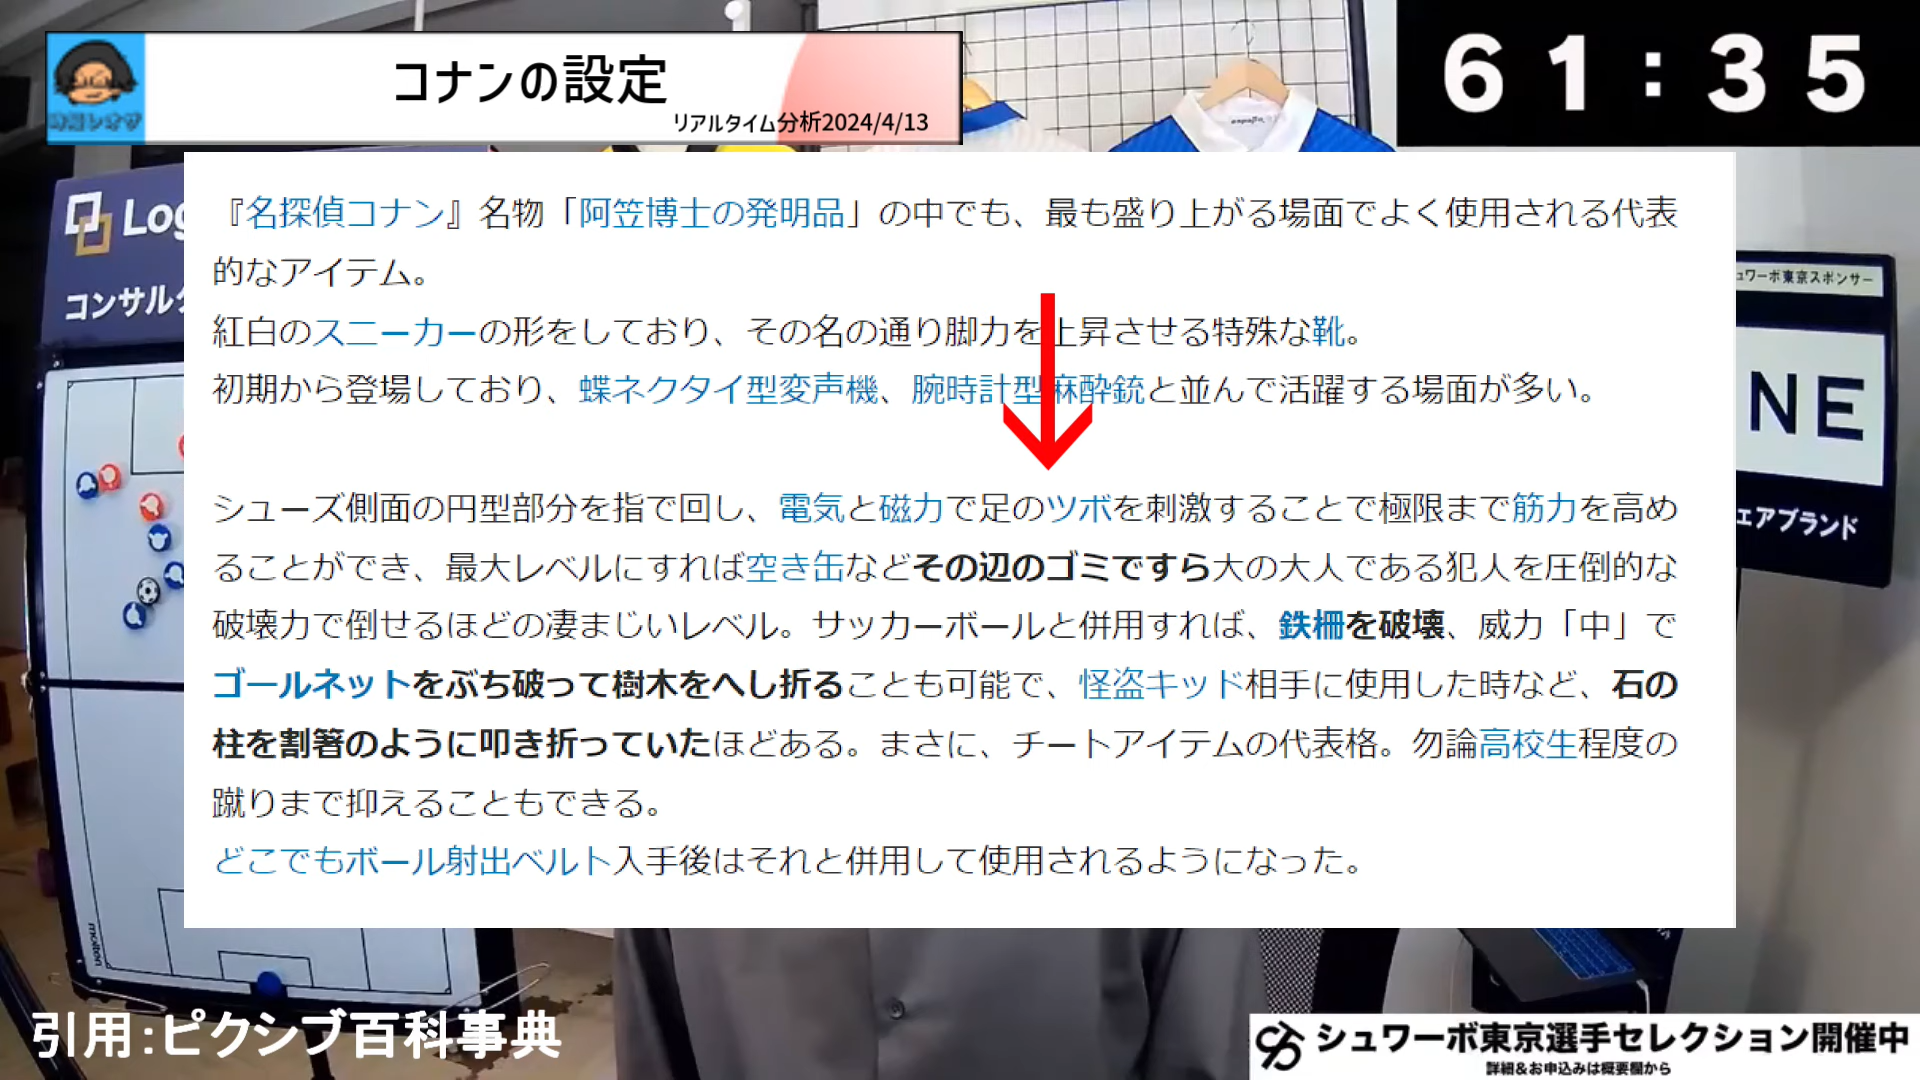 コナンの設定
リアルタイム分析2024/4/13
61:35
Log
コンサル
『名探偵コナン』名物「阿笠博士の発明品」の中でも、最も盛り上がる場面でよく使用される代表
的なアイテム。
紅白のスニーカーの形をしており、その名の通り脚力を上昇させる特殊な靴。
初期から登場しており、蝶ネクタイ型変声機、腕時計型麻酔銃と並んで活躍する場面が多い。
シューズ側面の円型部分を指で回し、電気と磁力で足のツボを刺激することで極限まで筋力を高め
ることができ、最大レベルにすれば空き缶などその辺のゴミですら大の大人である犯人を圧倒的な
破壊力で倒せるほどの凄まじいレベル。サッカーボールと併用すれば、鉄柵を破壊、威力「中」で
ゴールネットをぶち破って樹木をへし折ることも可能で、怪盗キッド相手に使用した時など、石の
柱を割箸のように叩き折っていたほどある。まさに、チートアイテムの代表格。勿論高校生程度の
蹴りまで抑えることもできる。
どこでもボール射出ベルト入手後はそれと併用して使用されるようになった。
ュワーボ東京スポンサー
NE
ェアブランド
molten
引用:ピクシブ百科事典
シュワーボ東京選手セレクション開催中
詳細&お申込みは概要欄から